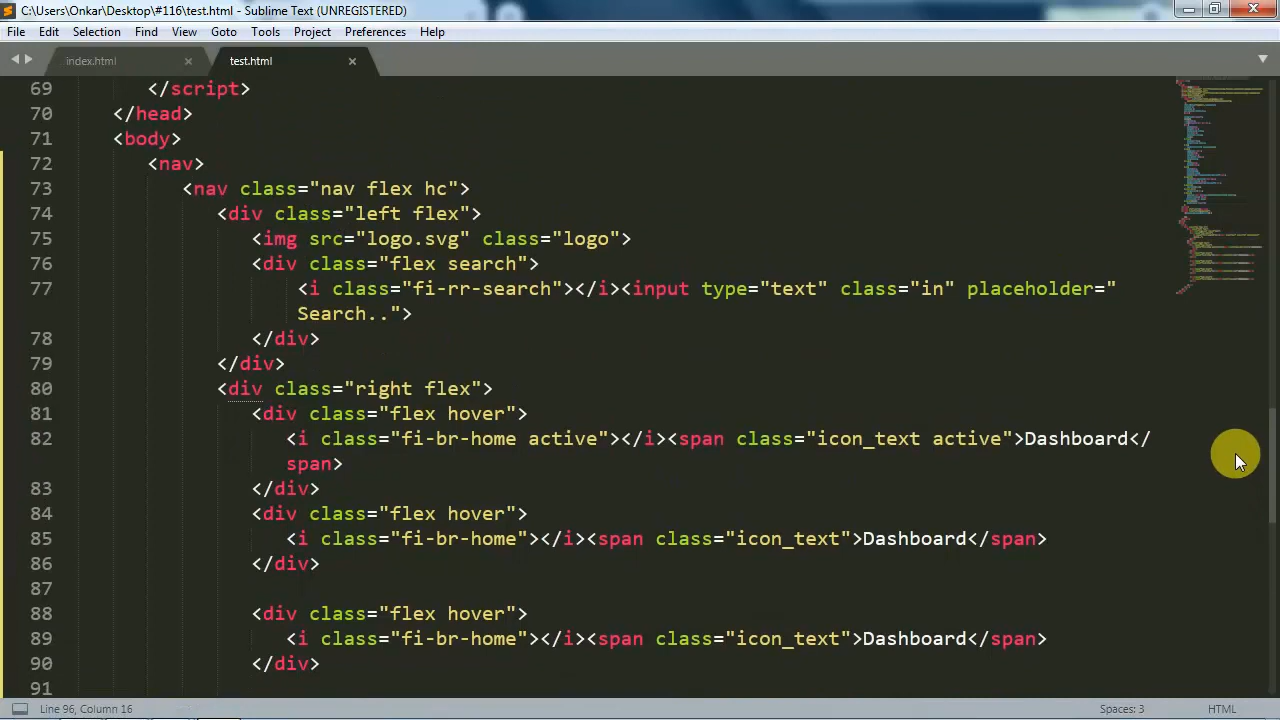 C:\Users\Onkar\Desktop\#116\test.html - Sublime Text (UNREGISTERED)
File Edit Selection Find View Goto Tools Project Preferences Help
index.html test.html
69 </script>
70 </head>
71 <body>
72 <nav>
73 <nav class="nav flex hc">
74 <div class="left flex">
75 <img src="logo.svg" class="logo">
76 <div class="flex search">
77 <i class="fi-rr-search"></i><input type="text" class="in" placeholder="
Search..">
78 </div>
79 </div>
80 <div class="right flex">
81 <div class="flex hover">
82 <i class="fi-br-home active"></i><span class="icon_text active">Dashboard</
span>
83 </div>
84 <div class="flex hover">
85 <i class="fi-br-home"></i><span class="icon_text">Dashboard</span>
86 </div>
87
88 <div class="flex hover">
89 <i class="fi-br-home"></i><span class="icon_text">Dashboard</span>
90 </div>
91
Line 96, Column 16 Spaces: 3 HTML